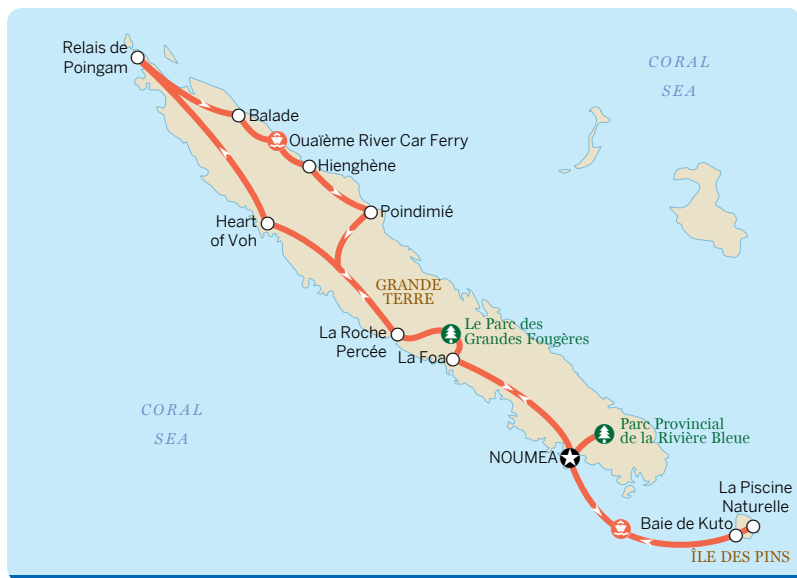 Relais de
Poingam
CORAL
SEA
Balade
Ouaïème River Car Ferry
Hienghène
Poindimié
Heart
of Voh
GRANDE
TERRE
La Roche
Percée
Le Parc des
Grandes Fougères
La Foa
CORAL
SEA
Parc Provincial
de la Rivière Bleue
NOUMEA
La Piscine
Naturelle
Baie de Kuto
ÎLE DES PINS